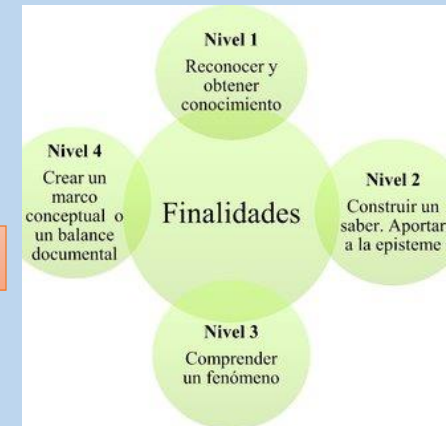 Nivel 1
Reconocer y
obtener
conocimiento
Nivel 4
Crear un
marco
conceptual o
un balance
documental
Finalidades
Nivel 2
Construir un
saber. Aportar
a la episteme
Nivel 3
Comprender
un fenómeno